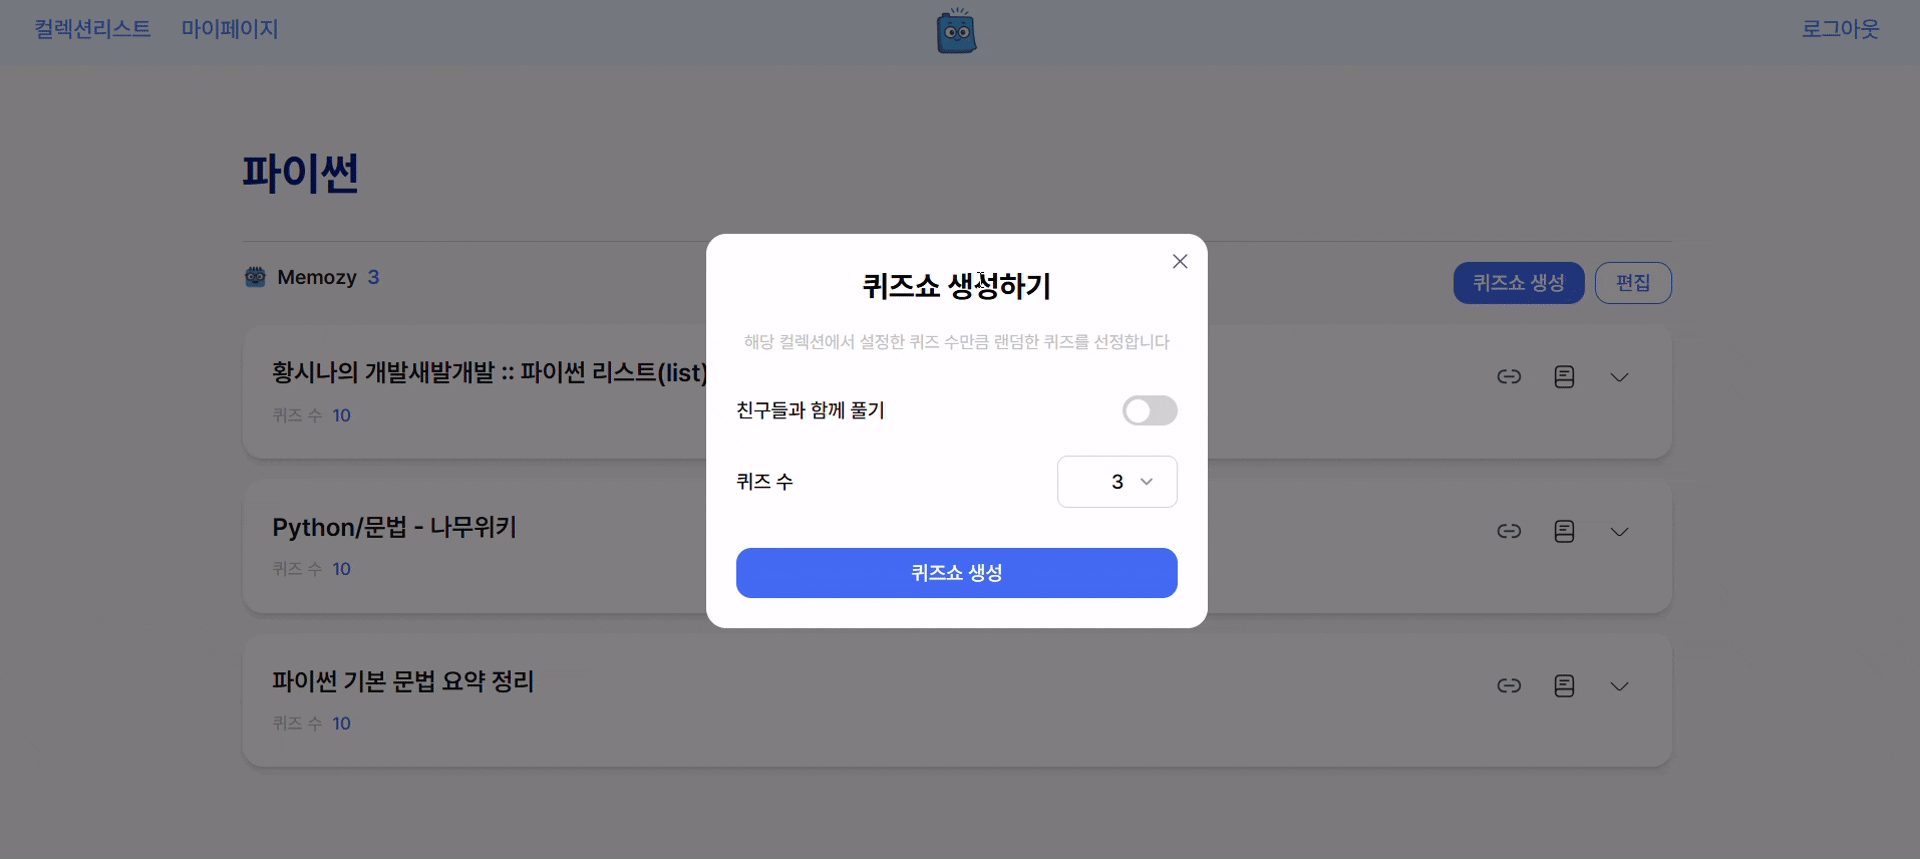 컬렉션리스트 마이페이지 로그아웃
파이썬
Memozy 3
퀴즈쇼 생성 편집
황시나의 개발새발개발 :: 파이썬 리스트(list)
퀴즈 수 10
Python/문법 - 나무위키
퀴즈 수 10
파이썬 기본 문법 요약 정리
퀴즈 수 10
퀴즈쇼 생성하기
해당 컬렉션에서 설정한 퀴즈 수만큼 랜덤한 퀴즈를 선정합니다
친구들과 함께 풀기
퀴즈 수 3
퀴즈쇼 생성